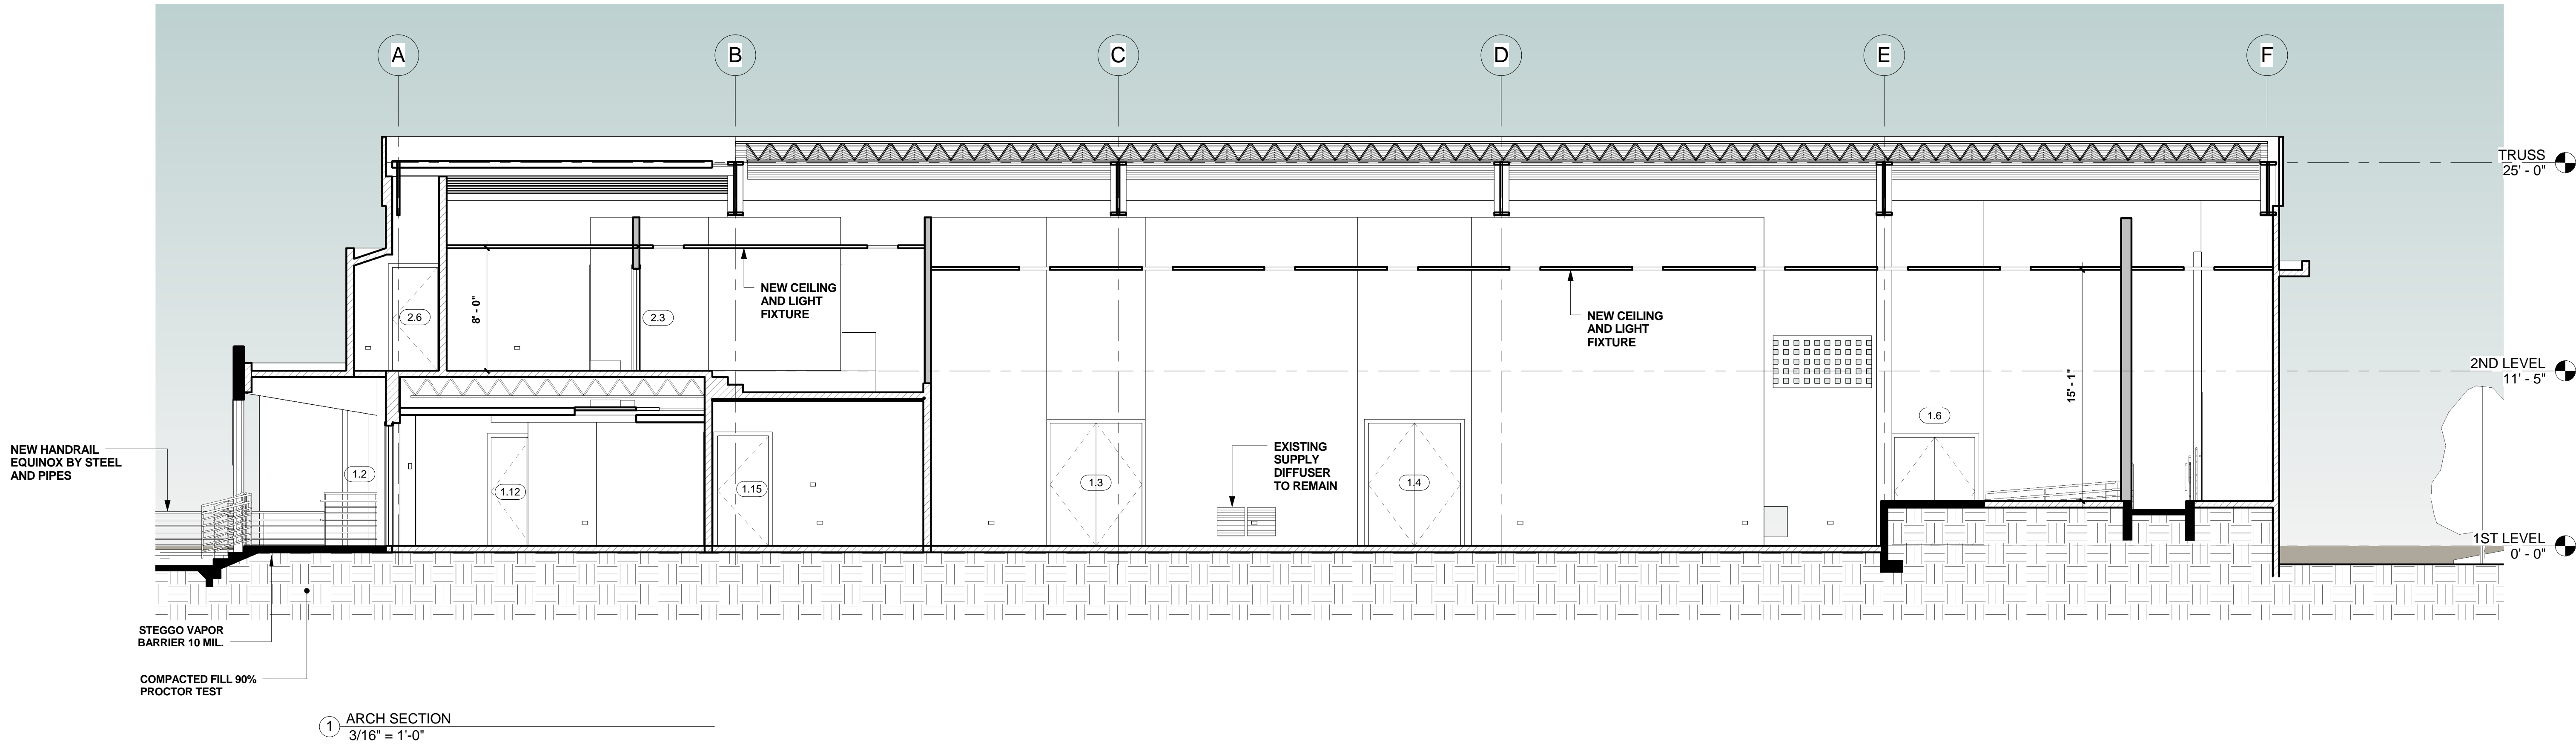 A
B
C
D
E
F
TRUSS
25' - 0"
NEW CEILING
AND LIGHT
FIXTURE
8' - 0"
2.6
2.3
NEW CEILING
AND LIGHT
FIXTURE
2ND LEVEL
11' - 5"
15' - 1"
1.6
NEW HANDRAIL
EQUINOX BY STEEL
AND PIPES
1.2
1.12
1.15
1.3
EXISTING
SUPPLY
DIFFUSER
TO REMAIN
1.4
1ST LEVEL
0' - 0"
STEGGO VAPOR
BARRIER 10 MIL.
COMPACTED FILL 90%
PROCTOR TEST
1
ARCH SECTION
3/16" = 1'-0"